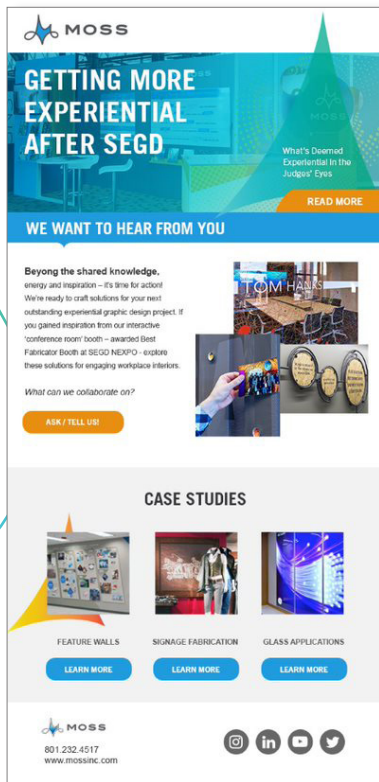 MOSS
GETTING MORE
EXPERIENTIAL
AFTER SEGD
What's Deemed
Experiential in the
Judges' Eyes
READ MORE
WE WANT TO HEAR FROM YOU
Beyong the shared knowledge,
energy and inspiration – it's time for action!
We're ready to craft solutions for your next
outstanding experiential graphic design project. If
you gained inspiration from our interactive
'conference room' booth – awarded Best
Fabricator Booth at SEGD NEXPO - explore
these solutions for engaging workplace interiors.
What can we collaborate on?
ASK / TELL US!
TOM HANKS
CASE STUDIES
FEATURE WALLS
SIGNAGE FABRICATION
GLASS APPLICATIONS
LEARN MORE
LEARN MORE
LEARN MORE
MOSS
801.232.4517
www.mossinc.com